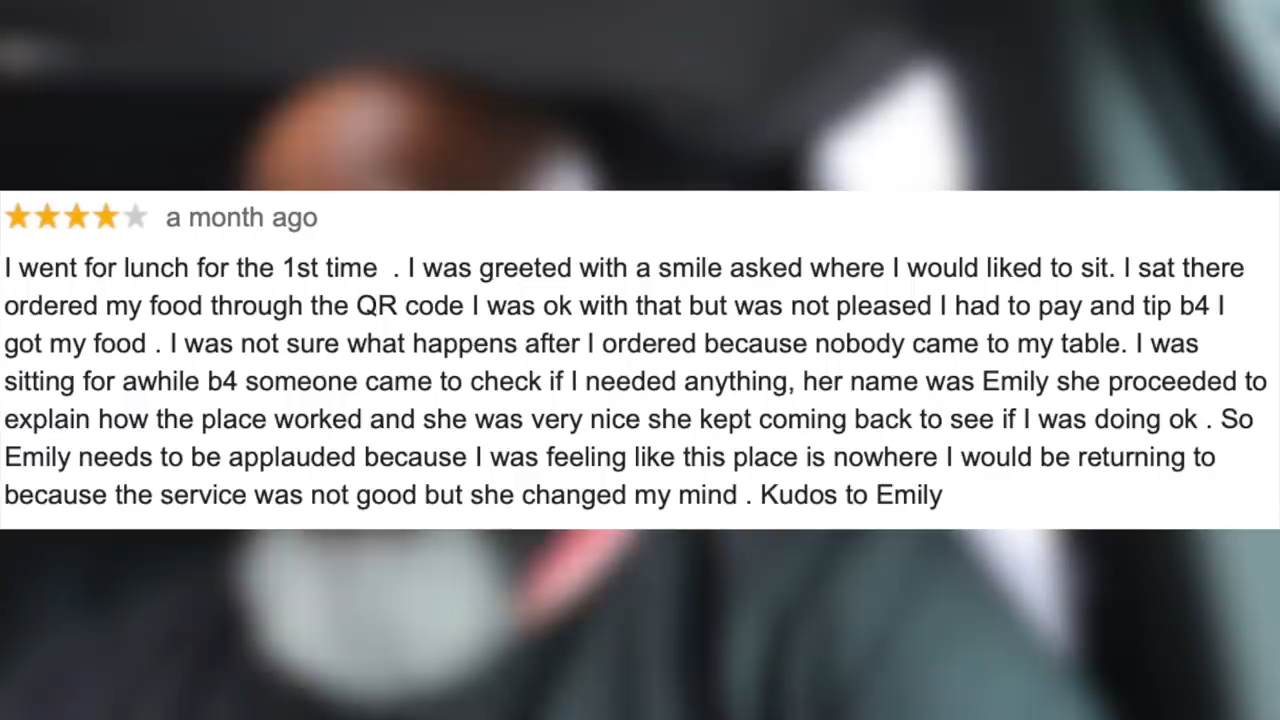 a month ago
I went for lunch for the 1st time  . I was greeted with a smile asked where I would liked to sit. I sat there
ordered my food through the QR code I was ok with that but was not pleased I had to pay and tip b4 I
got my food . I was not sure what happens after I ordered because nobody came to my table. I was
sitting for awhile b4 someone came to check if I needed anything, her name was Emily she proceeded to
explain how the place worked and she was very nice she kept coming back to see if I was doing ok . So
Emily needs to be applauded because I was feeling like this place is nowhere I would be returning to
because the service was not good but she changed my mind . Kudos to Emily